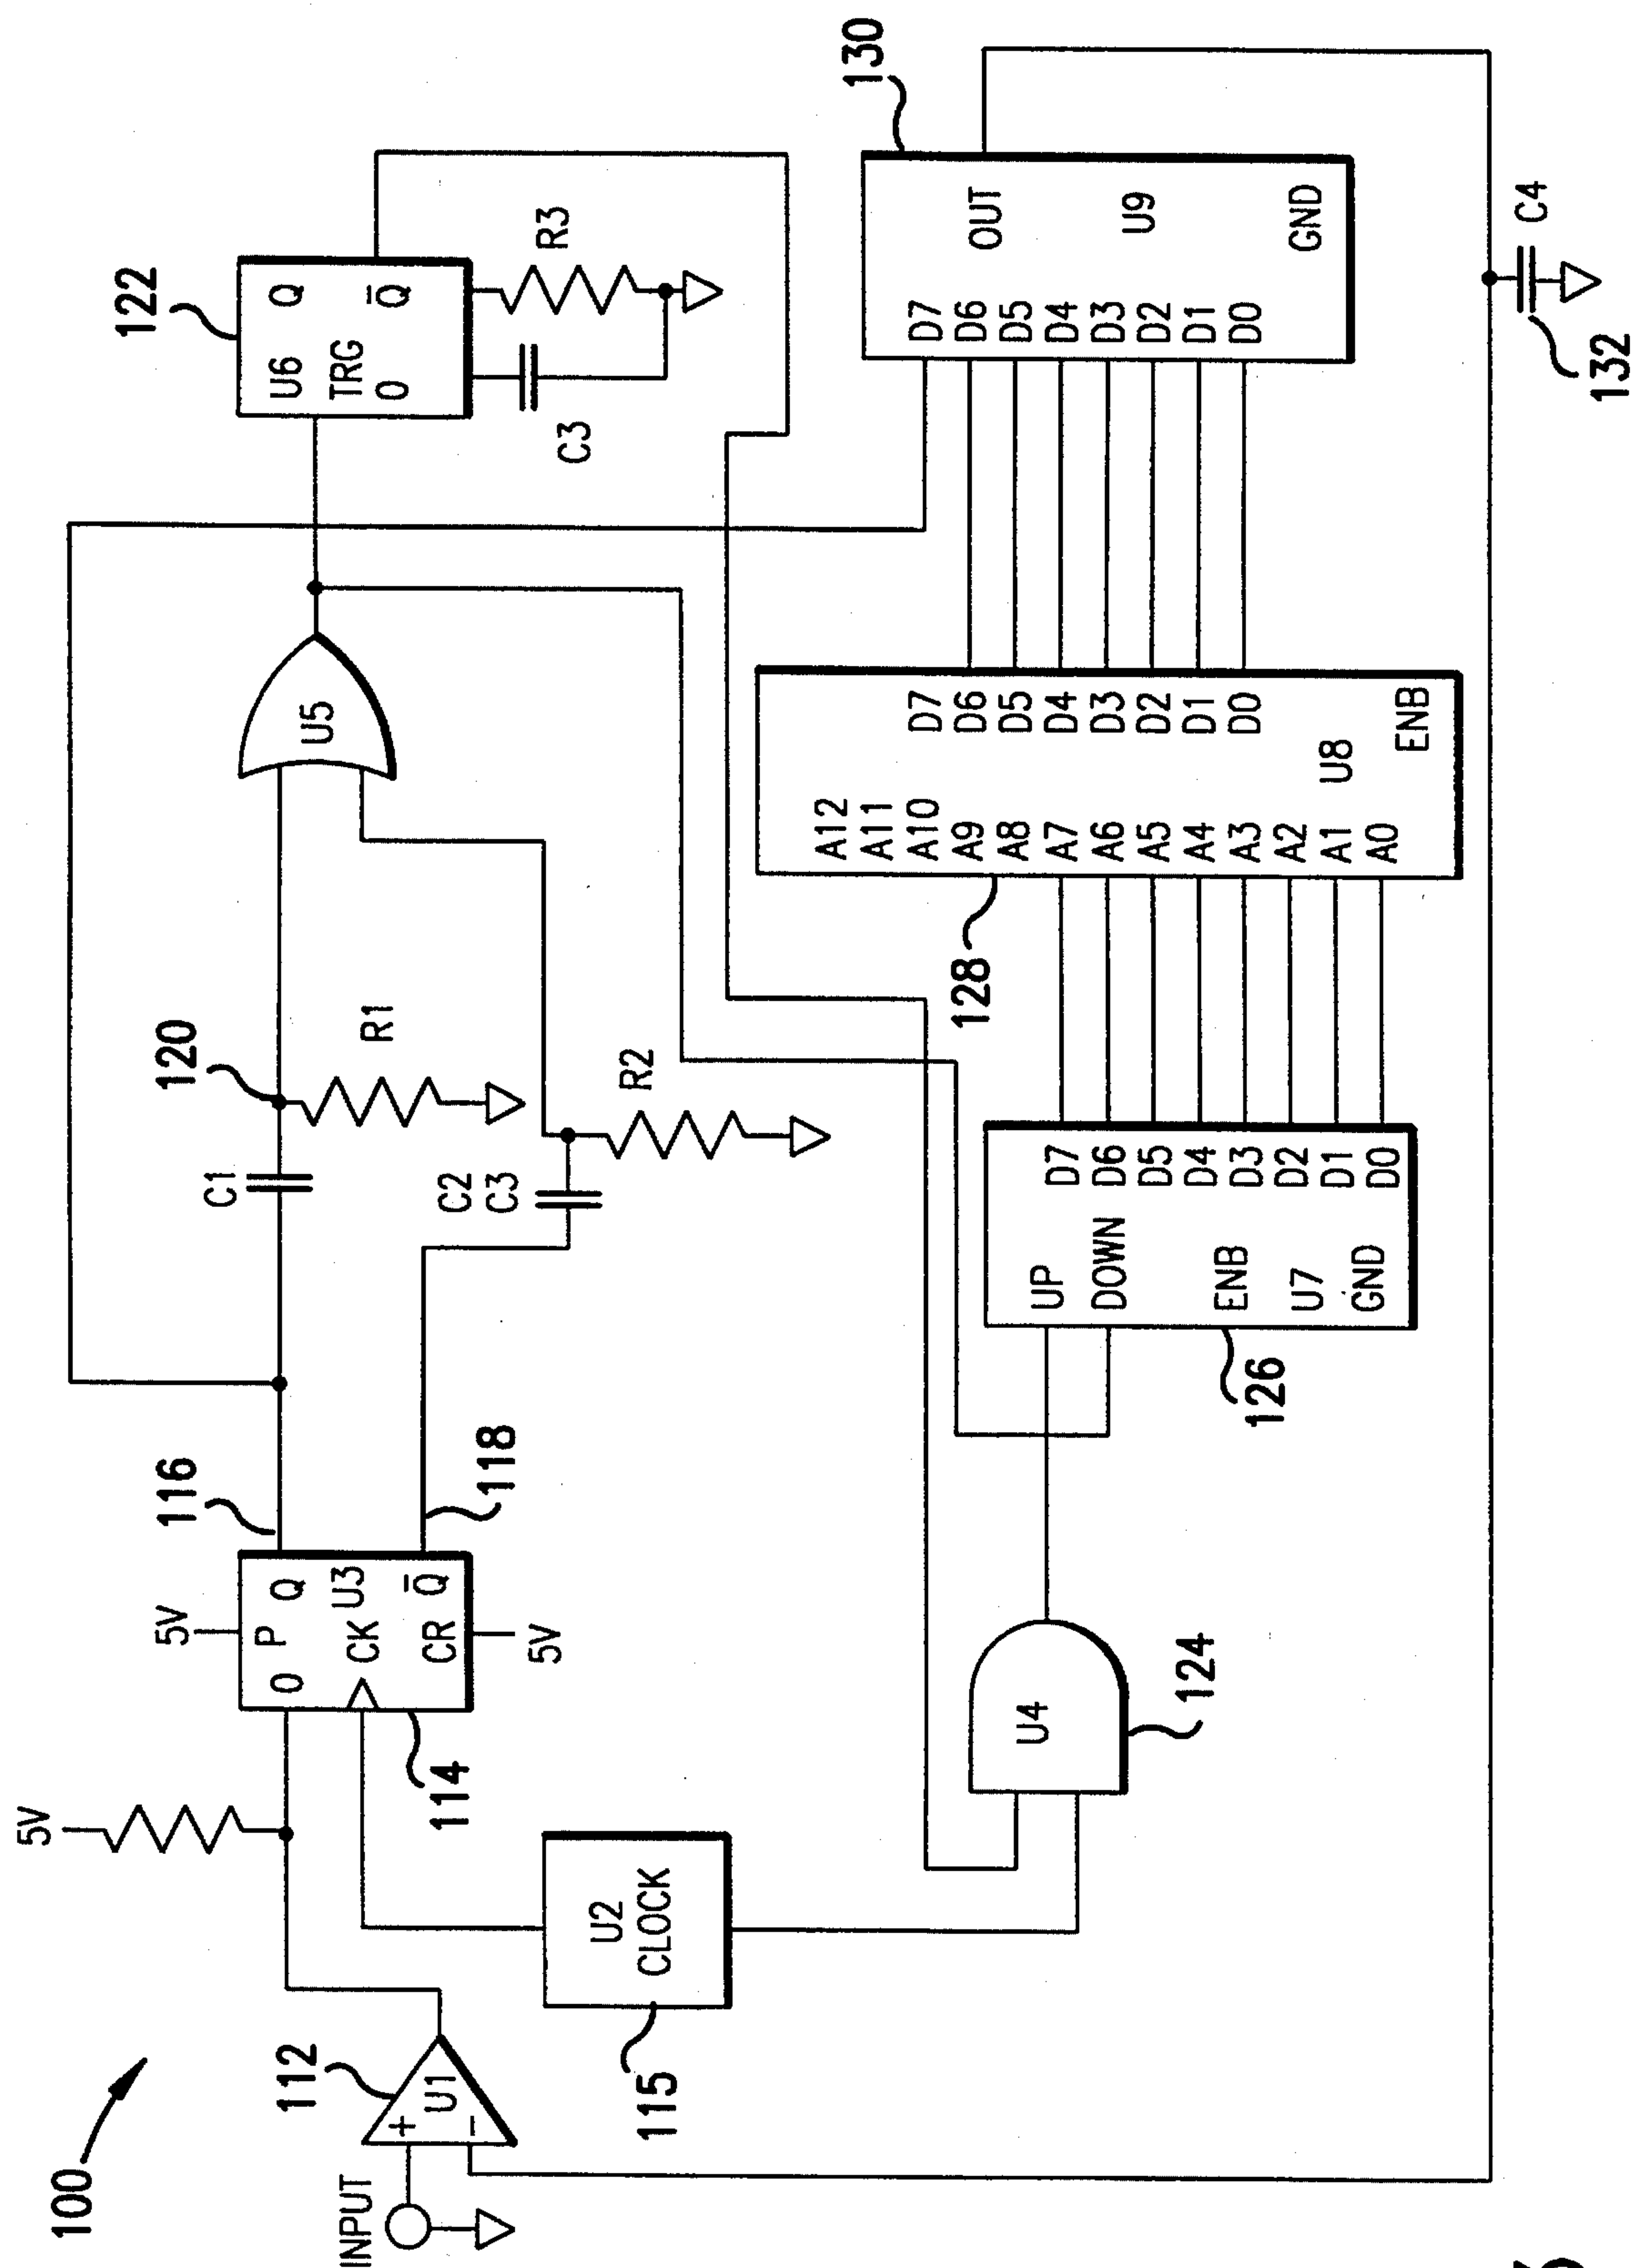 100
INPUT
112
+
U1
−
5V
U2
CLOCK
115
5V
O P Q
CK U3
CR Q̄
5V
114
116
118
C1
120
R1
C2
C3
R2
U5
122
U6 Q
TRG
O Q̄
C3
R3
U4
124
UP D7
DOWN D6
D5
D4
ENB D3
U7 D2
D1
GND D0
126
128
A12
A11
A10 D7
A9 D6
A8 D5
A7 D4
A6 D3
A5 D2
A4 D1
A3 D0
A2
A1 U8
A0
ENB
130
D7
D6 OUT
D5
D4
D3
D2 U9
D1
D0
GND
132
C4